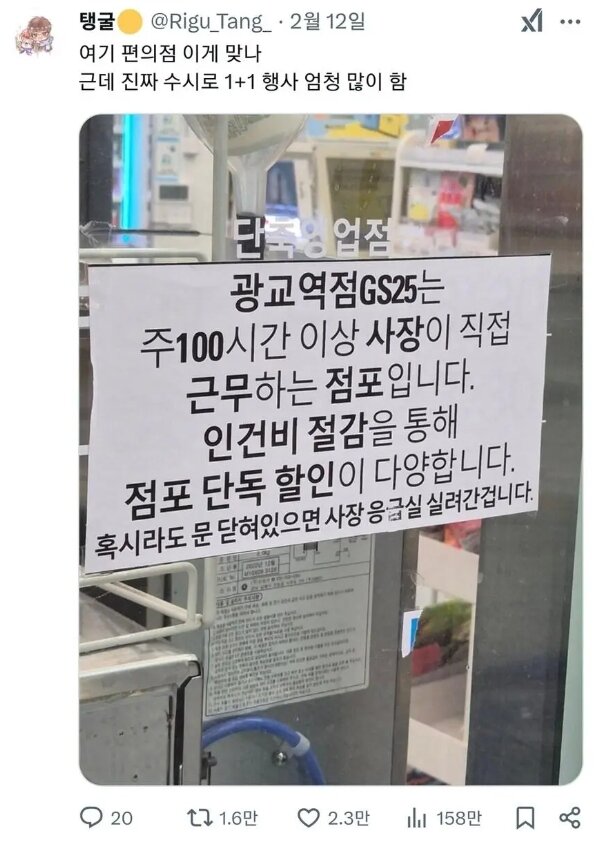 탱굴 @Rigu_Tang_ · 2월 12일
여기 편의점 이게 맞나
근데 진짜 수시로 1+1 행사 엄청 많이 함
단축영업점
광교역점GS25는
주100시간 이상 사장이 직접
근무하는 점포입니다.
인건비 절감을 통해
점포 단독 할인이 다양합니다.
혹시라도 문 닫혀있으면 사장 응급실 실려간겁니다.
20 1.6만 2.3만 158만